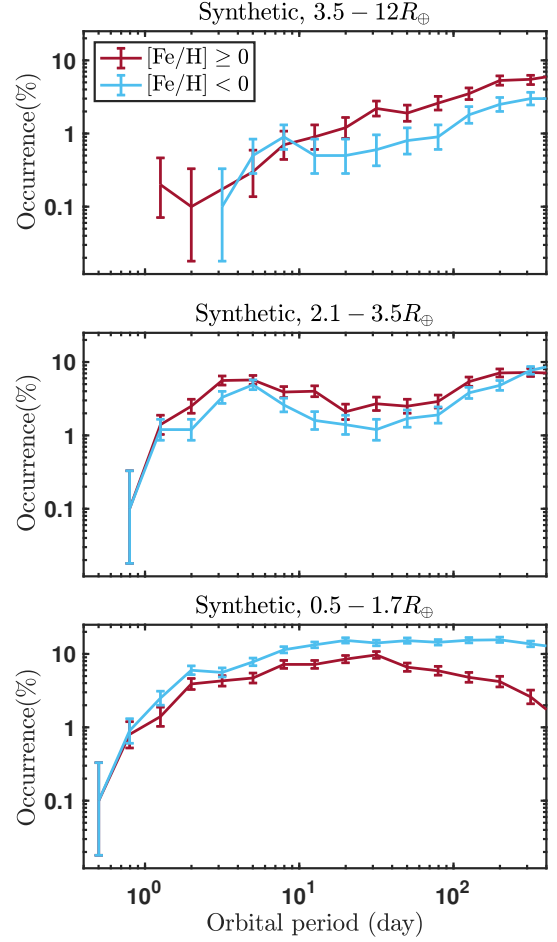 Synthetic, 3.5 − 12R⊕
[Fe/H] ≥ 0
[Fe/H] < 0
Occurrence(%)
10
1
0.1
Synthetic, 2.1 − 3.5R⊕
Occurrence(%)
10
1
0.1
Synthetic, 0.5 − 1.7R⊕
Occurrence(%)
10
1
0.1
10⁰ 10¹ 10²
Orbital period (day)